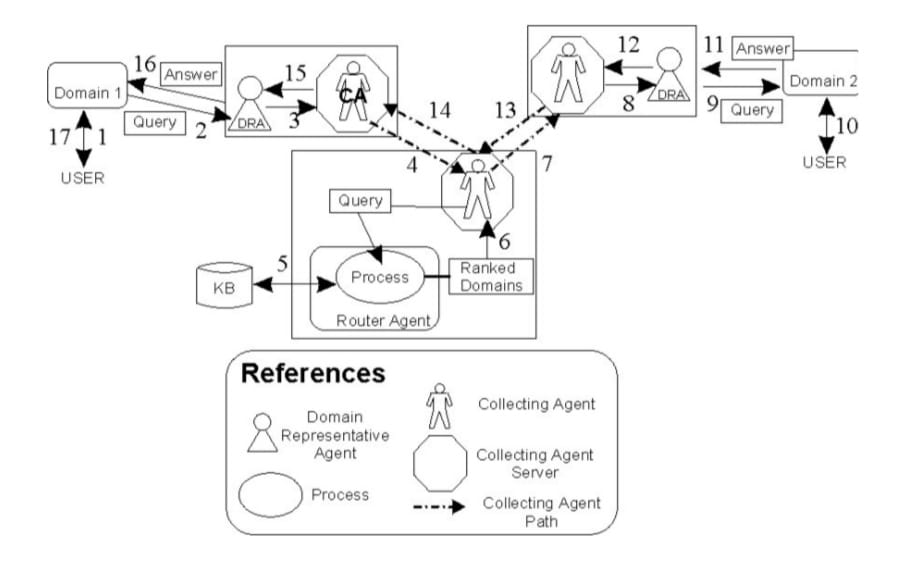 16
Answer
15
Domain 1
CA
DRA
3
Query
2
17
1
USER
14
4
12
11
Answer
Domain 2
DRA
8
9
Query
10
USER
13
7
Query
6
5
KB
Process
Ranked
Domains
Router Agent
References
Domain
Representative
Agent
Process
Collecting Agent
Collecting Agent
Server
Collecting Agent
Path